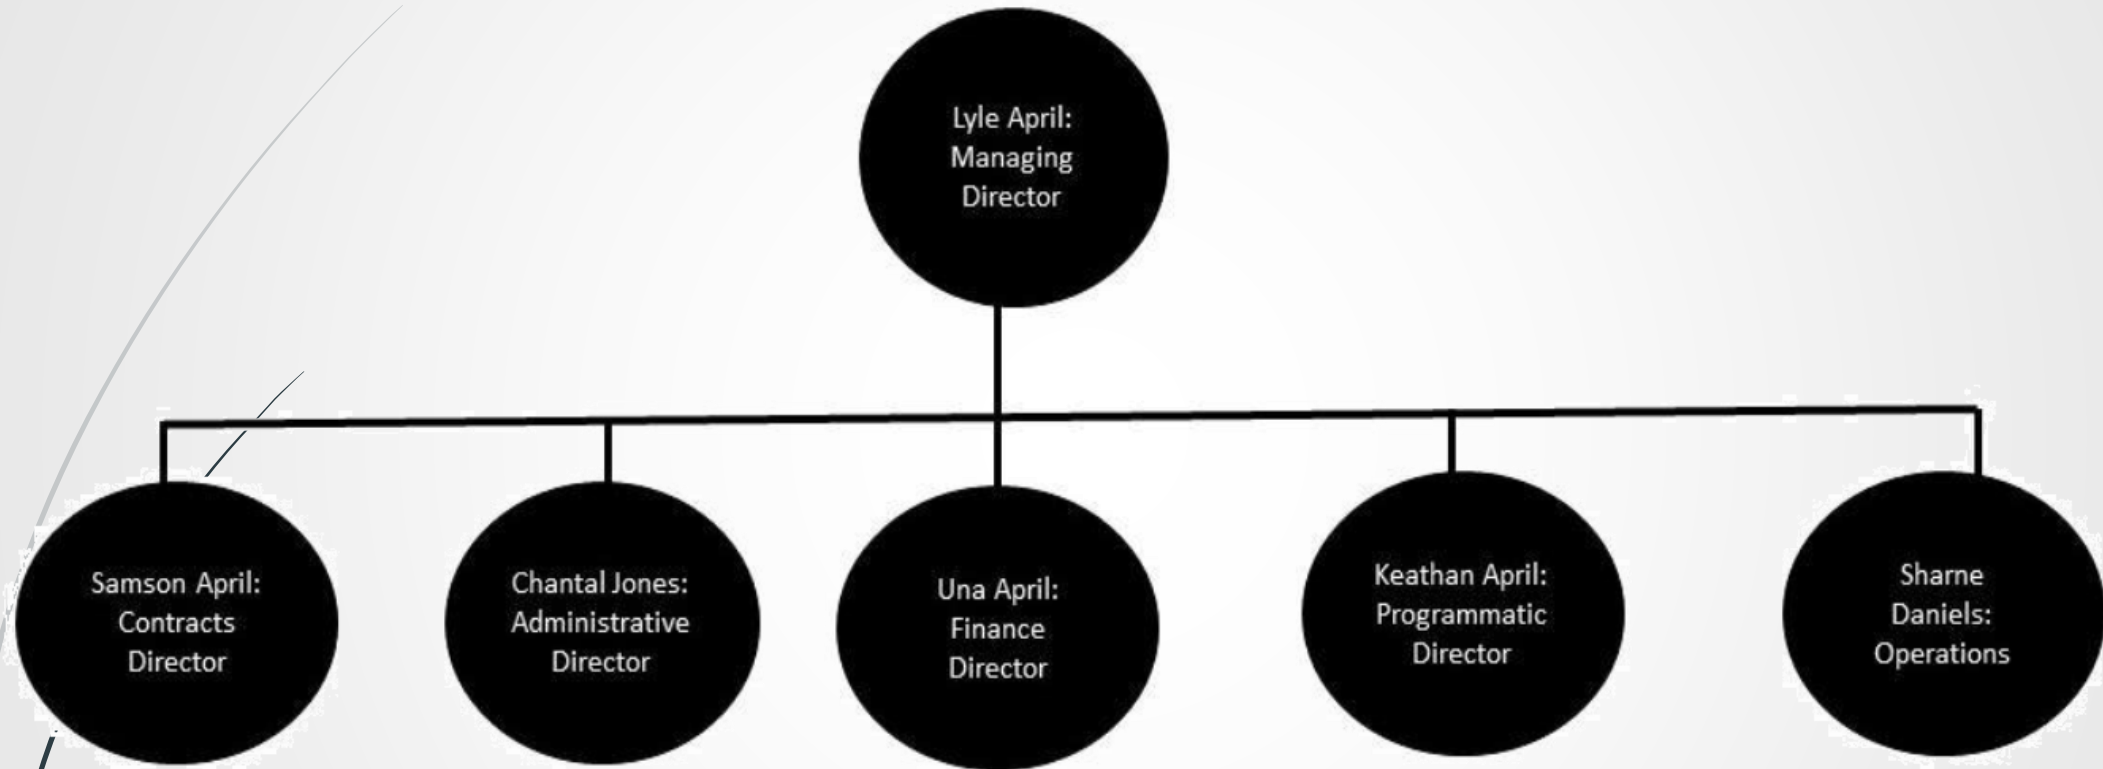 Lyle April:
Managing
Director
Samson April:
Contracts
Director
Chantal Jones:
Administrative
Director
Una April:
Finance
Director
Keathan April:
Programmatic
Director
Sharne
Daniels:
Operations